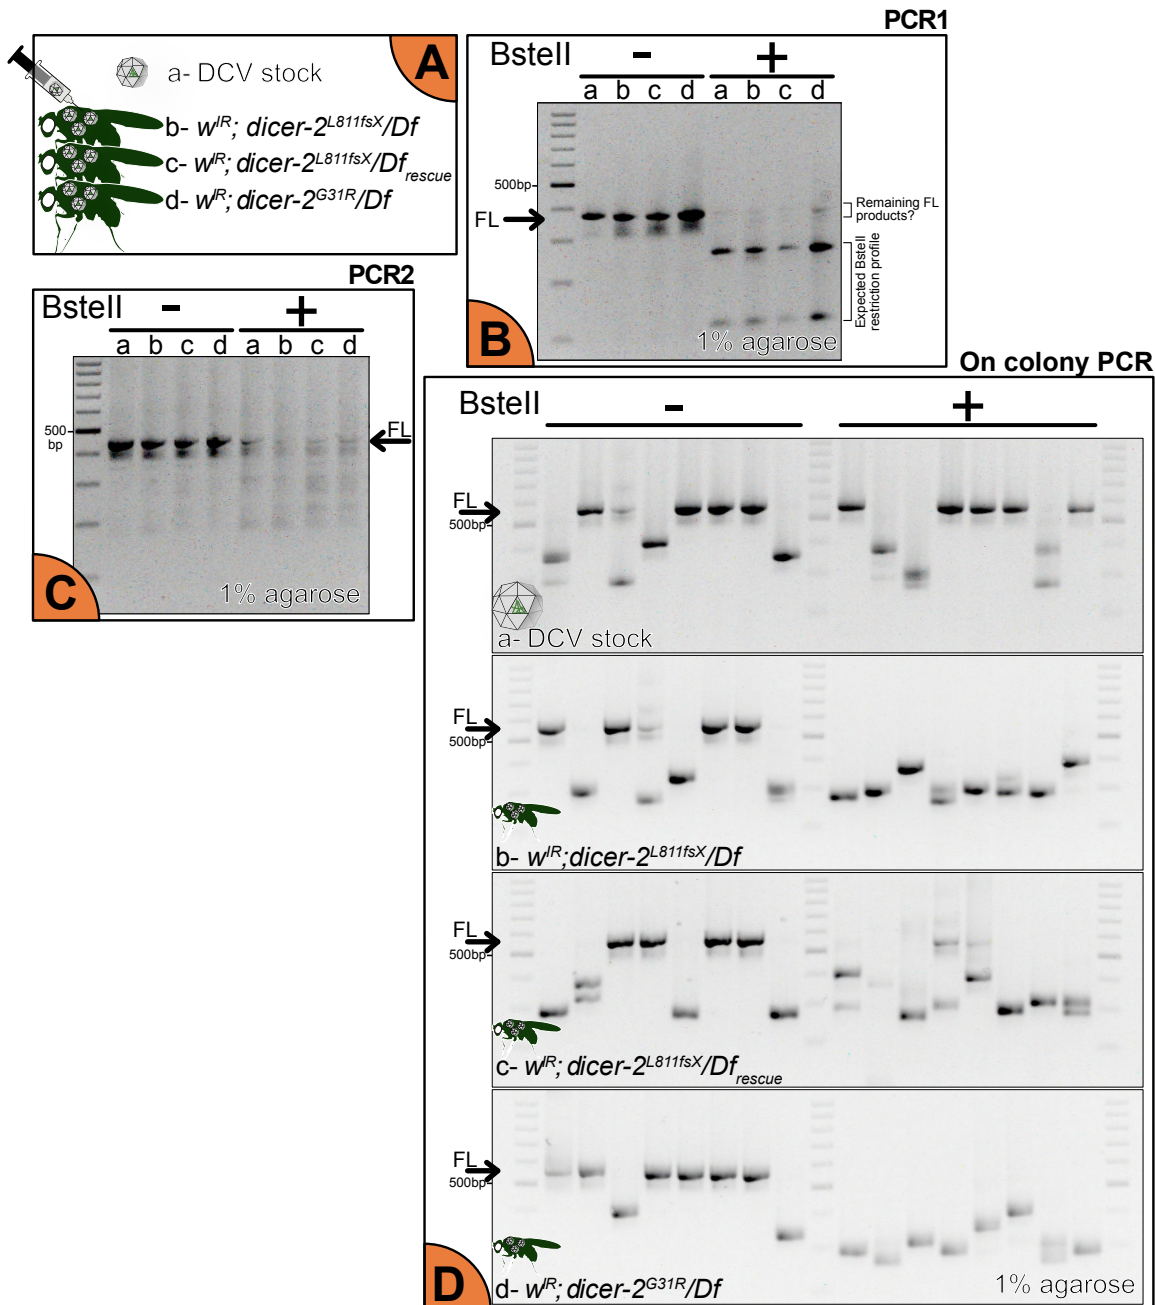 A
a- DCV stock
b- wIR; dicer-2L811fsX/Df
c- wIR; dicer-2L811fsX/Dfrescue
d- wIR; dicer-2G31R/Df
PCR1
BsteII - +
a b c d a b c d
500bp
FL
Remaining FL
products?
Expected BsteII
restriction profile
B
1% agarose
PCR2
BsteII - +
a b c d a b c d
500
bp
FL
C
1% agarose
On colony PCR
BsteII - +
FL
500bp
a- DCV stock
FL
500bp
b- wIR;dicer-2L811fsX/Df
FL
500bp
c- wIR; dicer-2L811fsX/Dfrescue
FL
500bp
D
d- wIR; dicer-2G31R/Df
1% agarose